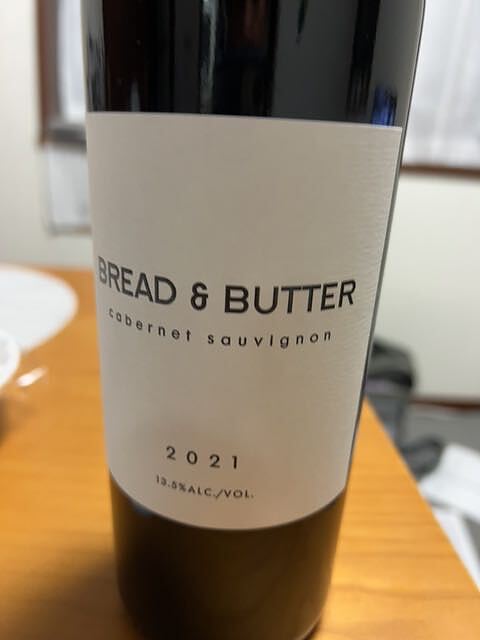 BREAD & BUTTER
cabernet sauvignon
2021
13.5%ALC./VOL.